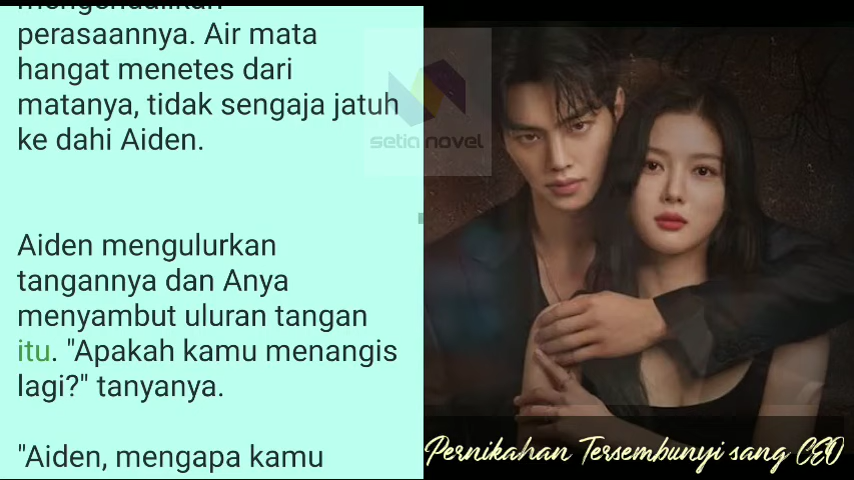 mengendalikan
perasaannya. Air mata
hangat menetes dari
matanya, tidak sengaja jatuh
ke dahi Aiden.
Aiden mengulurkan
tangannya dan Anya
menyambut uluran tangan
itu. "Apakah kamu menangis
lagi?" tanyanya.
"Aiden, mengapa kamu
setia novel
Pernikahan Tersembunyi sang CEO